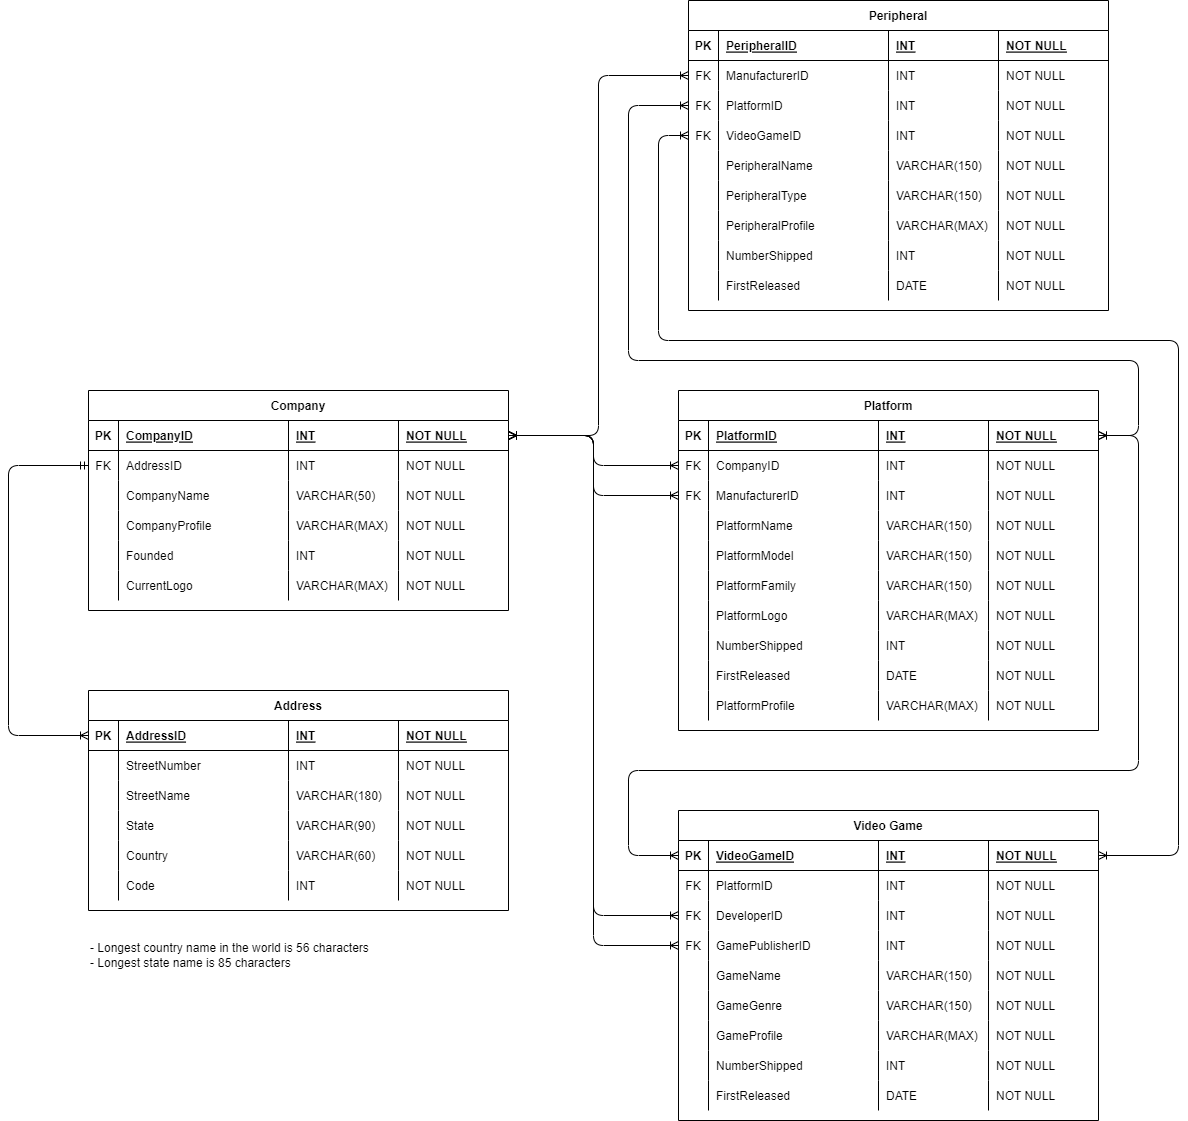 Peripheral
PK PeripheralID INT NOT NULL
FK ManufacturerID INT NOT NULL
FK PlatformID INT NOT NULL
FK VideoGameID INT NOT NULL
PeripheralName VARCHAR(150) NOT NULL
PeripheralType VARCHAR(150) NOT NULL
PeripheralProfile VARCHAR(MAX) NOT NULL
NumberShipped INT NOT NULL
FirstReleased DATE NOT NULL
Company
PK CompanyID INT NOT NULL
FK AddressID INT NOT NULL
CompanyName VARCHAR(50) NOT NULL
CompanyProfile VARCHAR(MAX) NOT NULL
Founded INT NOT NULL
CurrentLogo VARCHAR(MAX) NOT NULL
Platform
PK PlatformID INT NOT NULL
FK CompanyID INT NOT NULL
FK ManufacturerID INT NOT NULL
PlatformName VARCHAR(150) NOT NULL
PlatformModel VARCHAR(150) NOT NULL
PlatformFamily VARCHAR(150) NOT NULL
PlatformLogo VARCHAR(MAX) NOT NULL
NumberShipped INT NOT NULL
FirstReleased DATE NOT NULL
PlatformProfile VARCHAR(MAX) NOT NULL
Address
PK AddressID INT NOT NULL
StreetNumber INT NOT NULL
StreetName VARCHAR(180) NOT NULL
State VARCHAR(90) NOT NULL
Country VARCHAR(60) NOT NULL
Code INT NOT NULL
- Longest country name in the world is 56 characters
- Longest state name is 85 characters
Video Game
PK VideoGameID INT NOT NULL
FK PlatformID INT NOT NULL
FK DeveloperID INT NOT NULL
FK GamePublisherID INT NOT NULL
GameName VARCHAR(150) NOT NULL
GameGenre VARCHAR(150) NOT NULL
GameProfile VARCHAR(MAX) NOT NULL
NumberShipped INT NOT NULL
FirstReleased DATE NOT NULL